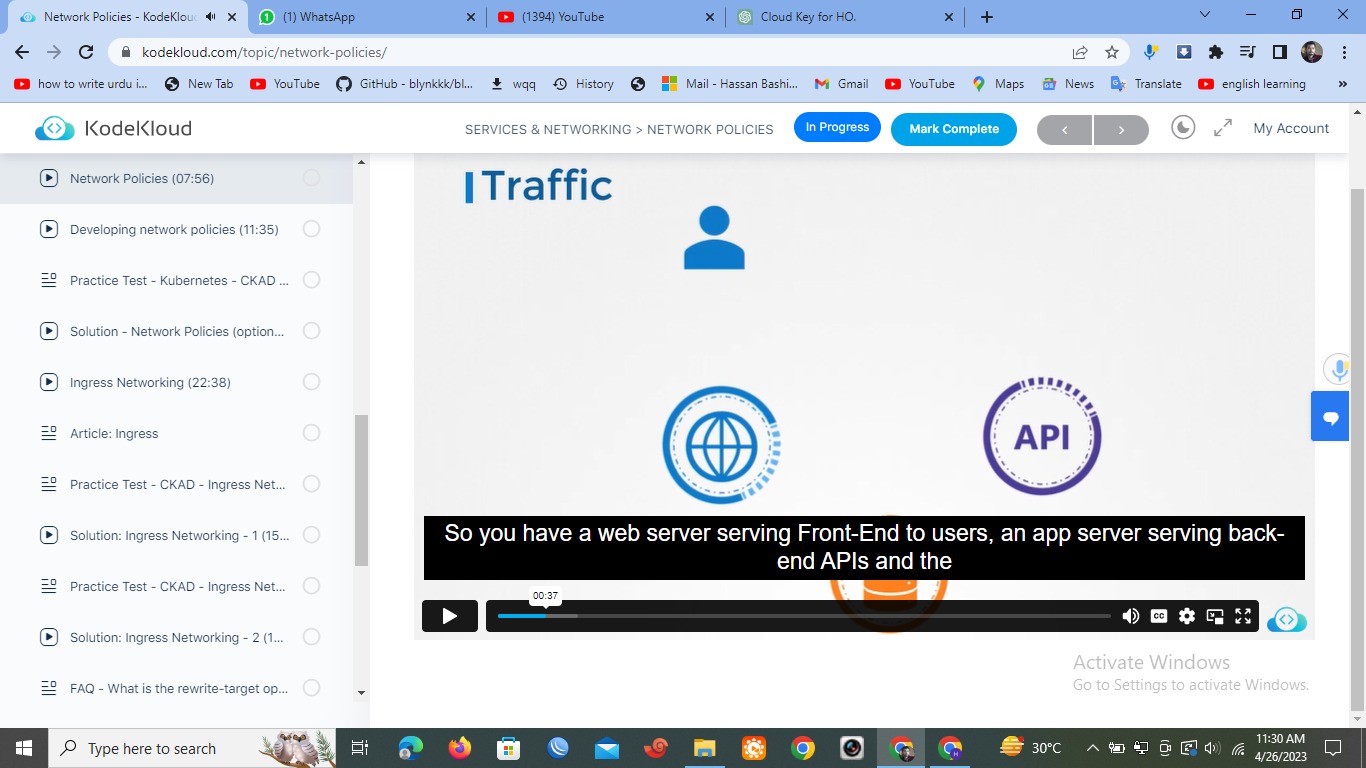 Network Policies - KodeKlou
(1) WhatsApp
(1394) YouTube
Cloud Key for HO.
kodekloud.com/topic/network-policies/
how to write urdu i...
New Tab
YouTube
GitHub - blynkkk/bl...
wqq
History
Mail - Hassan Bashi...
Gmail
YouTube
Maps
News
Translate
english learning
»
KodeKloud
SERVICES & NETWORKING > NETWORK POLICIES
In Progress
Mark Complete
<
>
My Account
Network Policies (07:56)
Developing network policies (11:35)
Practice Test - Kubernetes - CKAD ...
Solution - Network Policies (option...
Ingress Networking (22:38)
Article: Ingress
Practice Test - CKAD - Ingress Net...
Solution: Ingress Networking - 1 (15...
Practice Test - CKAD - Ingress Net...
Solution: Ingress Networking - 2 (1...
FAQ - What is the rewrite-target op...
Traffic
API
So you have a web server serving Front-End to users, an app server serving back-
end APIs and the
00:37
CC
Activate Windows
Go to Settings to activate Windows.
Type here to search
30°C
11:30 AM
4/26/2023